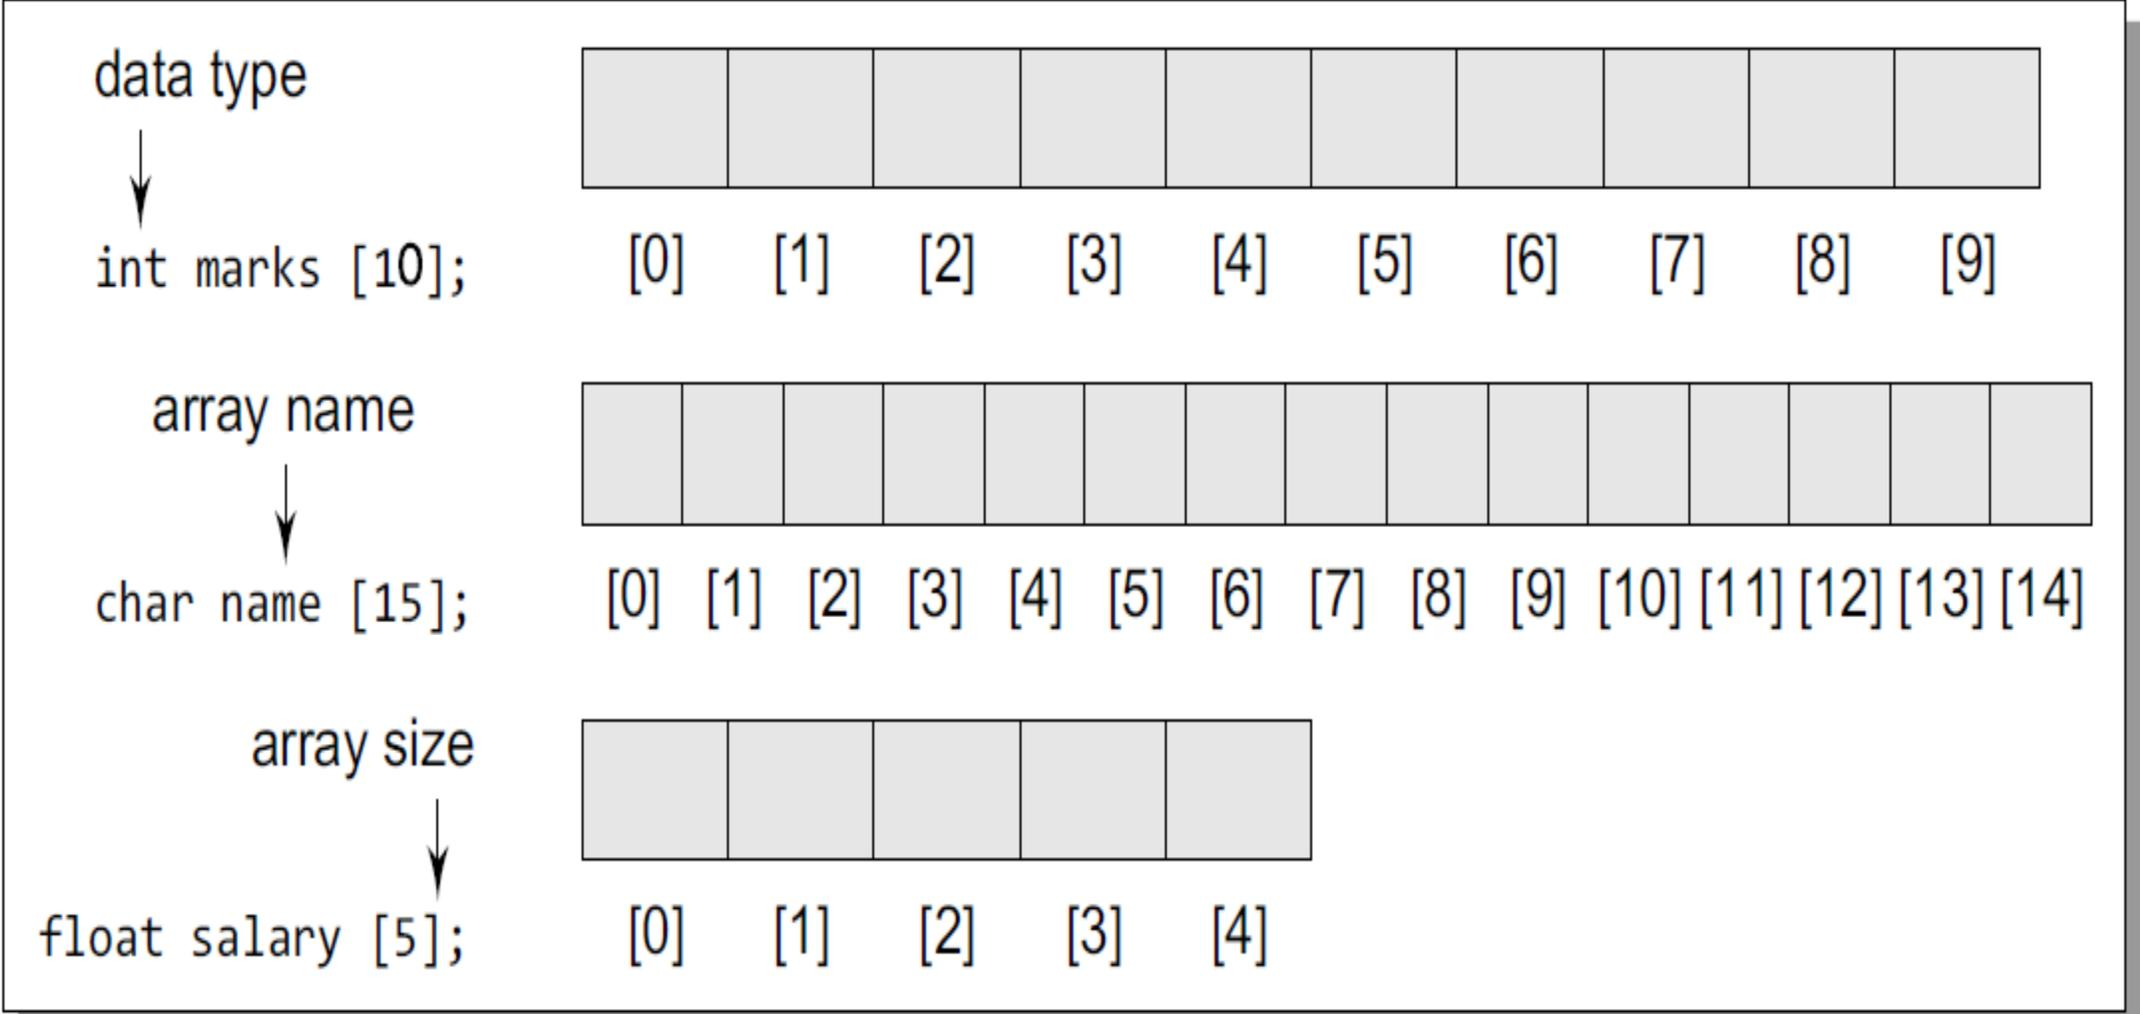 data type
int marks [10];
[0] [1] [2] [3] [4] [5] [6] [7] [8] [9]
array name
char name [15];
[0] [1] [2] [3] [4] [5] [6] [7] [8] [9] [10] [11] [12] [13] [14]
array size
float salary [5];
[0] [1] [2] [3] [4]